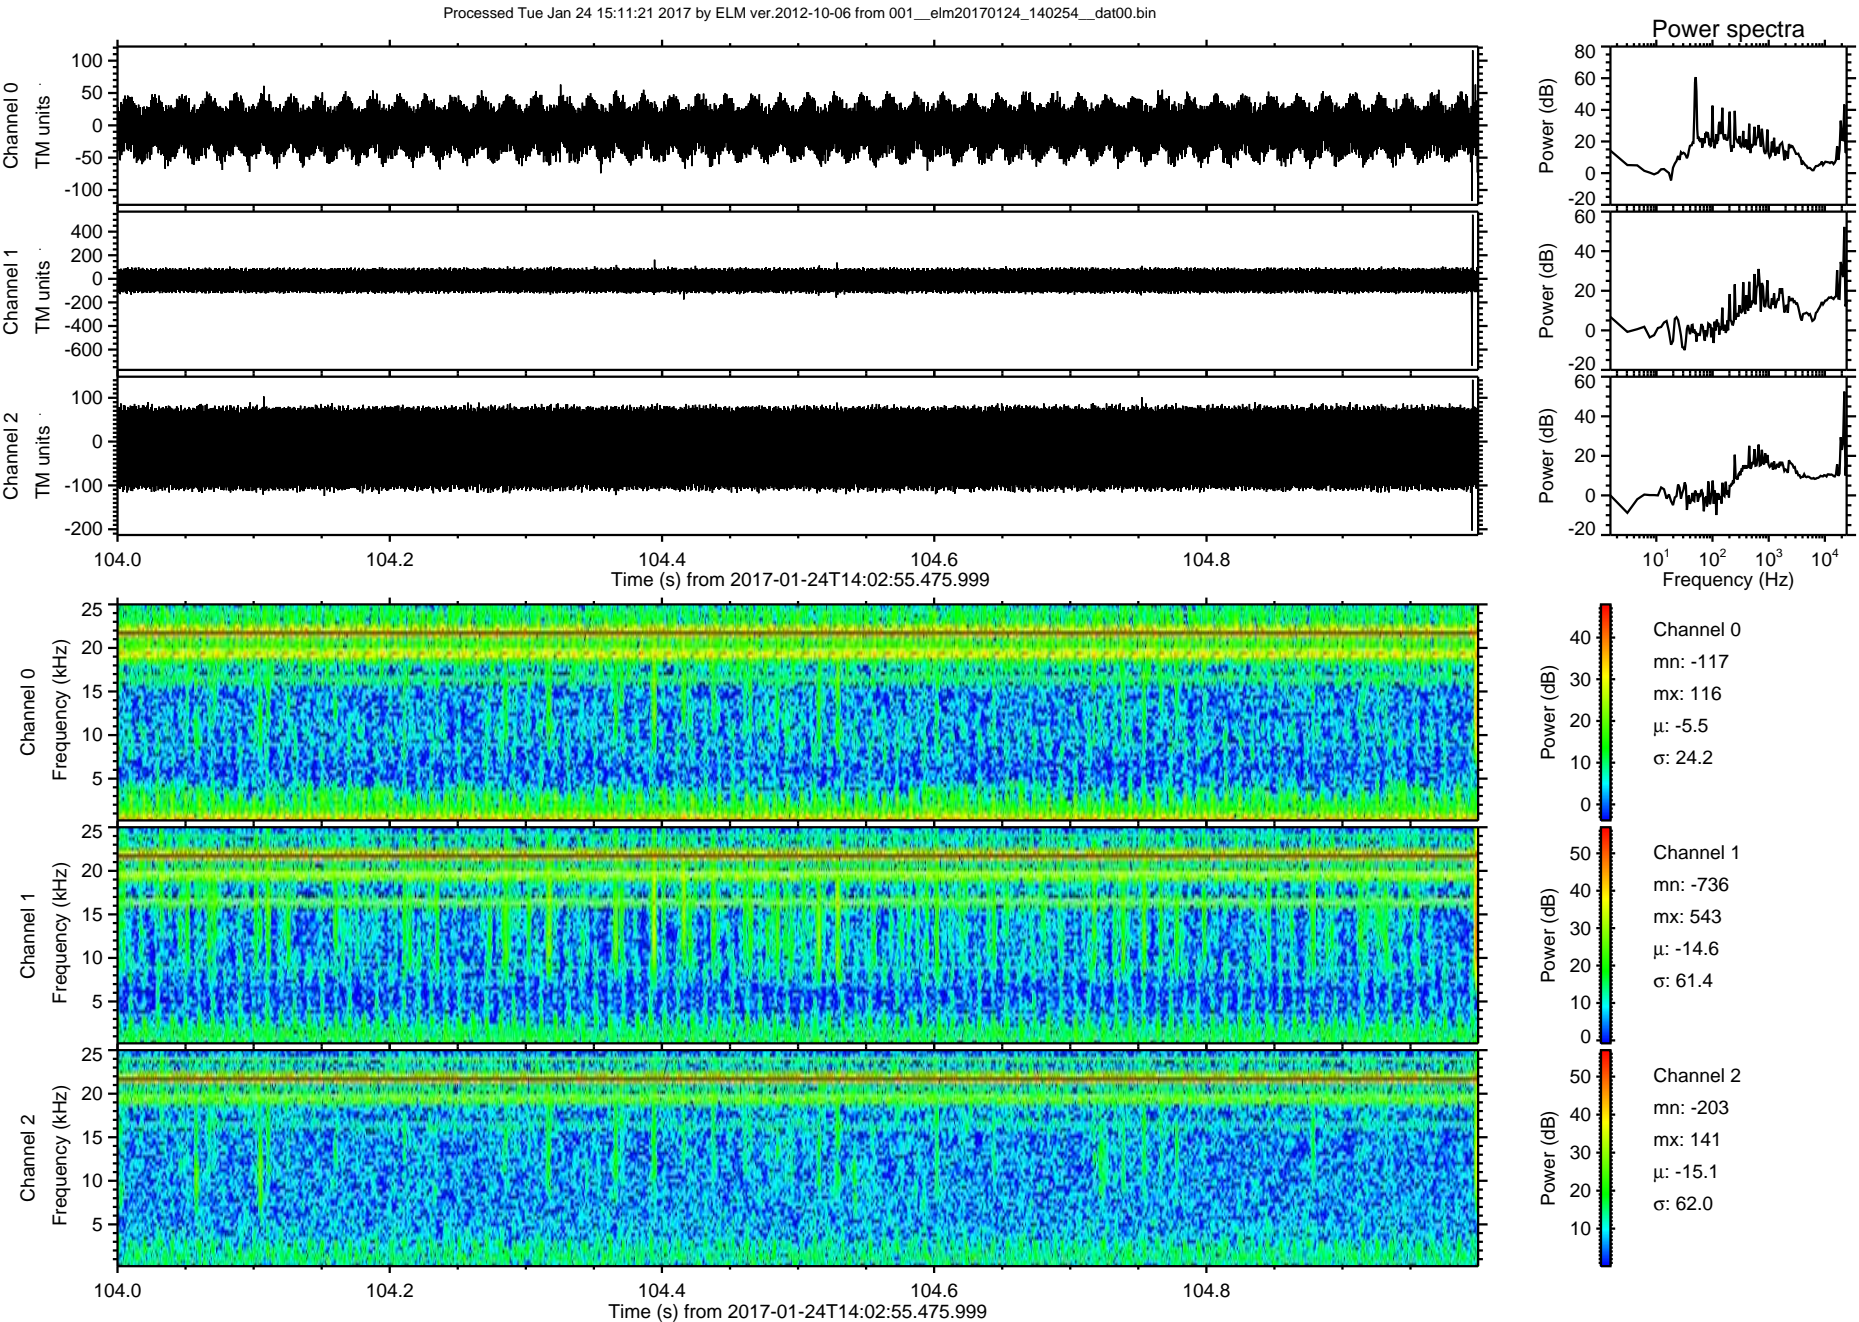 Processed Tue Jan 24 15:11:21 2017 by ELM ver.2012-10-06 from 001__elm20170124_140254__dat00.bin
Power spectra
Channel 0
TM units
100
50
0
-50
-100
Power (dB)
80
60
40
20
0
-20
Channel 1
TM units
400
200
0
-200
-400
-600
Power (dB)
60
40
20
0
-20
Channel 2
TM units
100
0
-100
-200
Power (dB)
60
40
20
0
-20
104.0 104.2 104.4 104.6 104.8
Time (s) from 2017-01-24T14:02:55.475.999
10¹ 10² 10³ 10⁴
Frequency (Hz)
Channel 0
Frequency (kHz)
25
20
15
10
5
Power (dB)
40
30
20
10
0
Channel 0
mn: -117
mx: 116
μ: -5.5
σ: 24.2
Channel 1
Frequency (kHz)
25
20
15
10
5
Power (dB)
50
40
30
20
10
0
Channel 1
mn: -736
mx: 543
μ: -14.6
σ: 61.4
Channel 2
Frequency (kHz)
25
20
15
10
5
Power (dB)
50
40
30
20
10
Channel 2
mn: -203
mx: 141
μ: -15.1
σ: 62.0
104.0 104.2 104.4 104.6 104.8
Time (s) from 2017-01-24T14:02:55.475.999